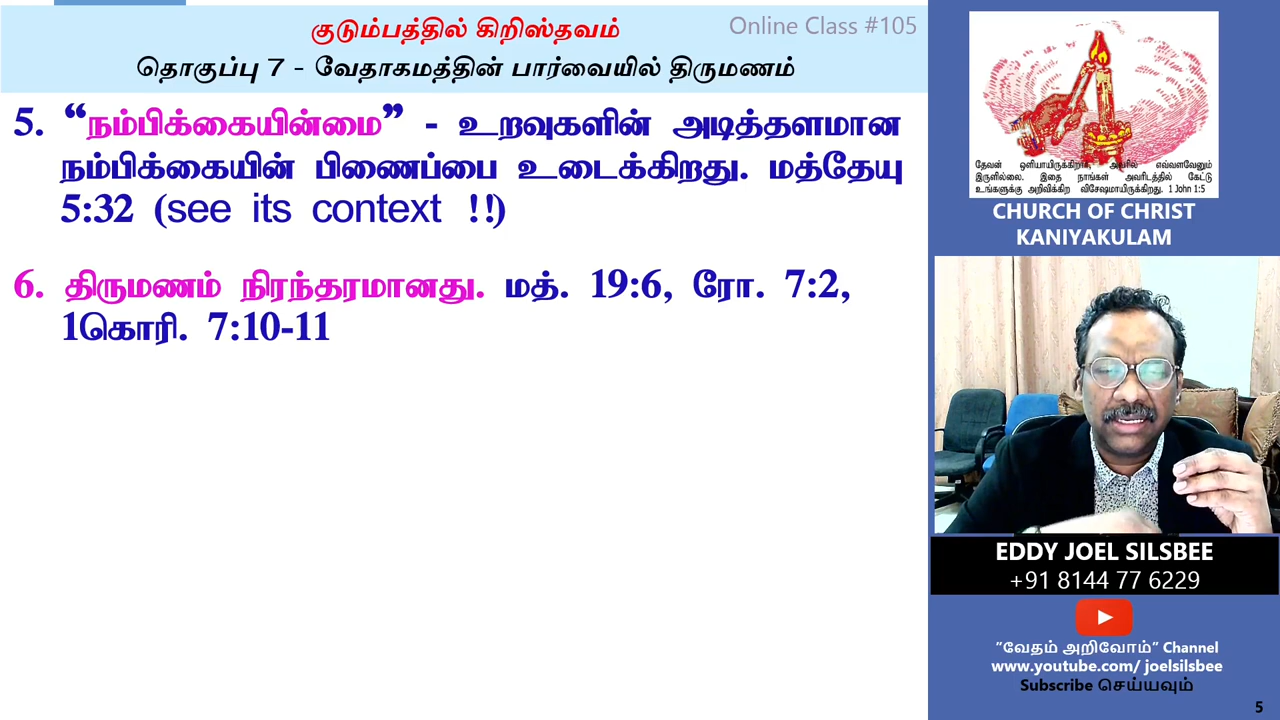 குடும்பத்தில் கிறிஸ்தவம்
Online Class #105
தொகுப்பு 7 - வேதாகமத்தின் பார்வையில் திருமணம்
5. “நம்பிக்கையின்மை” - உறவுகளின் அடித்தளமான
நம்பிக்கையின் பிணைப்பை உடைக்கிறது. மத்தேயு
5:32 (see its context !!)
6. திருமணம் நிரந்தரமானது. மத். 19:6, ரோ. 7:2,
1கொரி. 7:10-11
தேவன் ஒளியாயிருக்கிறார், அவரில் எவ்வளவேனும்
இருளில்லை. இதை நாங்கள் அவரிடத்தில் கேட்டு
உங்களுக்கு அறிவிக்கிற விசேஷமாயிருக்கிறது. 1 John 1:5
CHURCH OF CHRIST
KANIYAKULAM
EDDY JOEL SILSBEE
+91 8144 77 6229
”வேதம் அறிவோம்” Channel
www.youtube.com/ joelsilsbee
Subscribe செய்யவும்
5